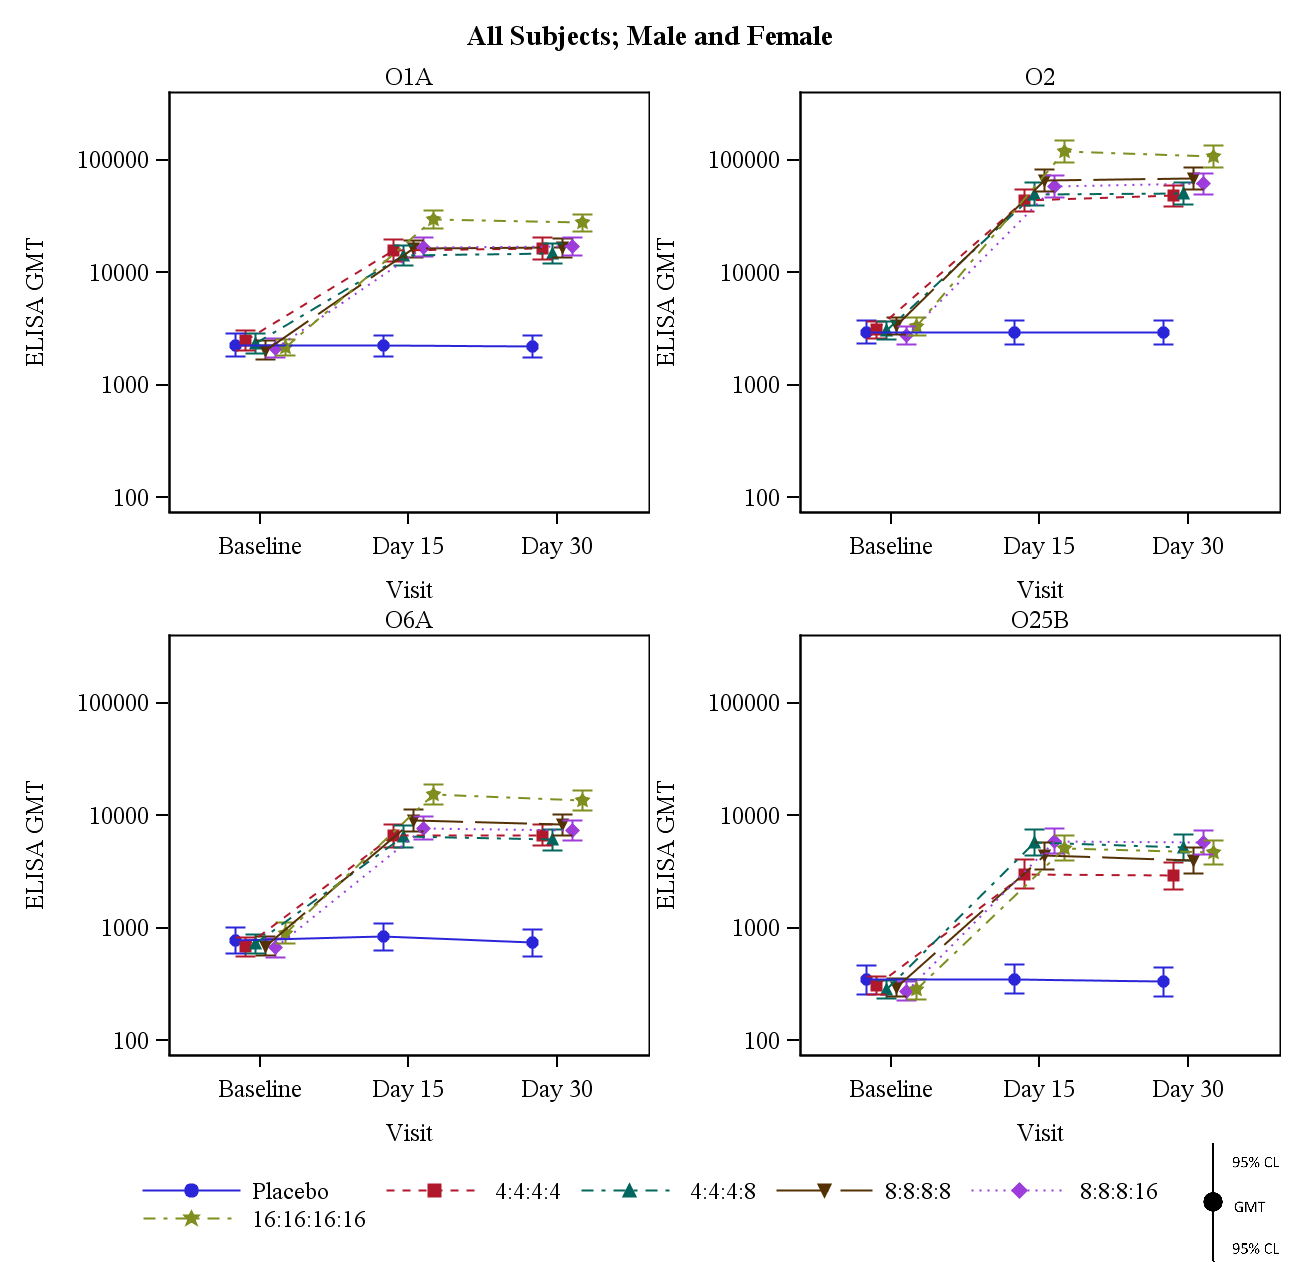 All Subjects; Male and Female
O1A
O2
ELISA GMT
100000
10000
1000
100
Baseline
Day 15
Day 30
Visit
ELISA GMT
100000
10000
1000
100
Baseline
Day 15
Day 30
Visit
O6A
O25B
ELISA GMT
100000
10000
1000
100
Baseline
Day 15
Day 30
Visit
ELISA GMT
100000
10000
1000
100
Baseline
Day 15
Day 30
Visit
Placebo
4:4:4:4
4:4:4:8
8:8:8:8
8:8:8:16
16:16:16:16
95% CL
GMT
95% CL